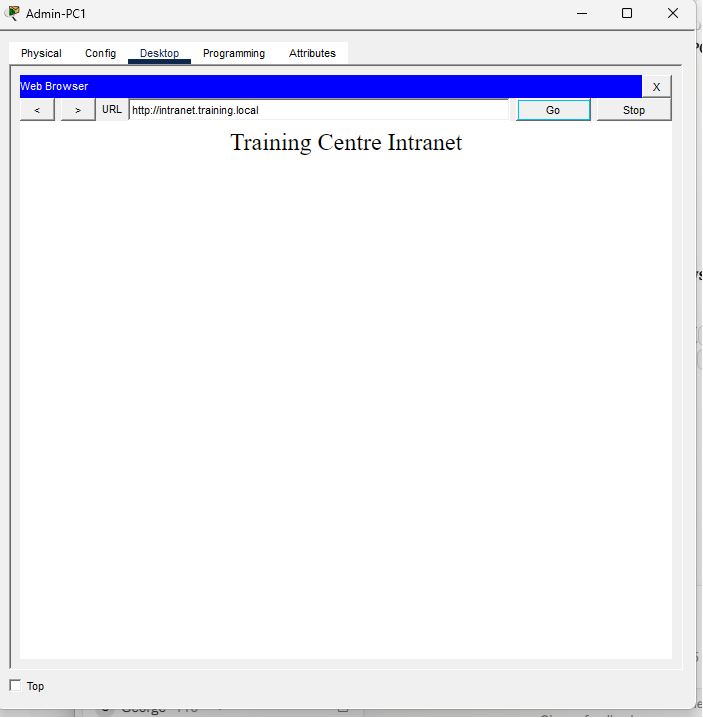 Admin-PC1
Physical Config Desktop Programming Attributes
Web Browser X
< > URL http://intranet.training.local Go Stop
Training Centre Intranet
Top